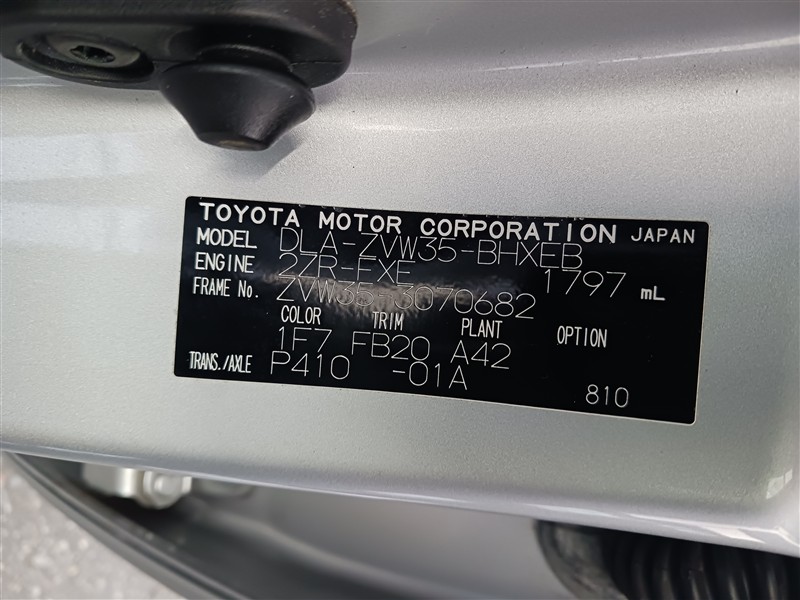 TOYOTA MOTOR CORPORATION JAPAN
MODEL DLA-ZVW35-BHXEB
ENGINE 2ZR-FXE 1797 mL
FRAME No. ZVW35-3070682
COLOR TRIM PLANT OPTION
1F7 FB20 A42
TRANS./AXLE P410 -01A
810